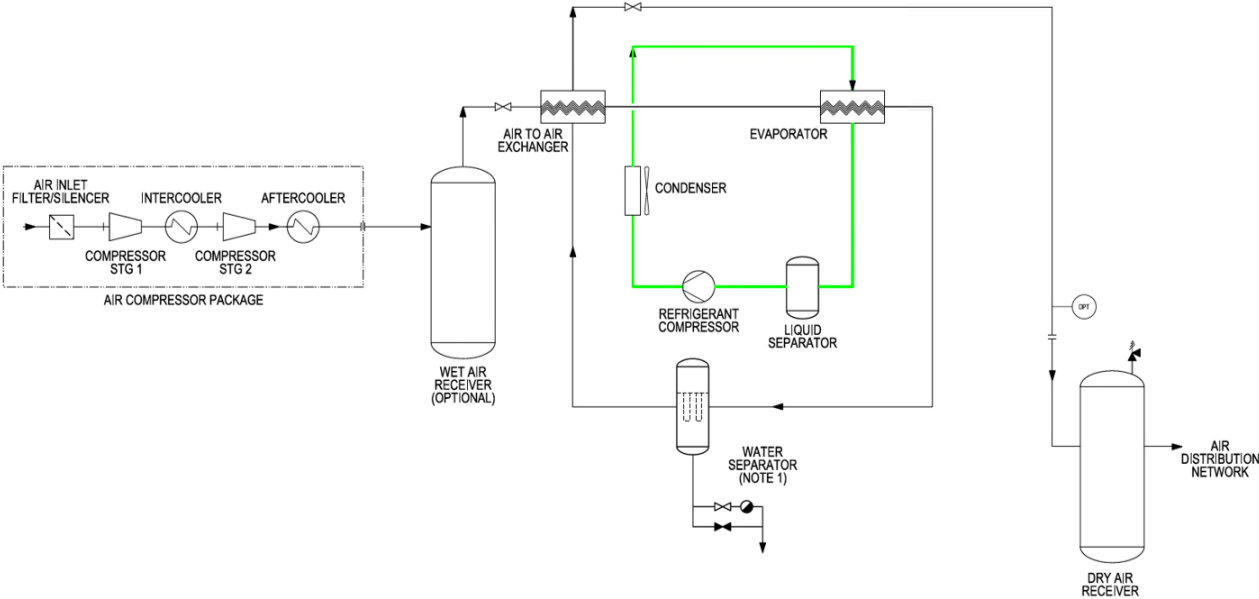 AIR INLET
FILTER/SILENCER
INTERCOOLER
AFTERCOOLER
COMPRESSOR
STG 1
COMPRESSOR
STG 2
AIR COMPRESSOR PACKAGE
WET AIR
RECEIVER
(OPTIONAL)
AIR TO AIR
EXCHANGER
EVAPORATOR
CONDENSER
REFRIGERANT
COMPRESSOR
LIQUID
SEPARATOR
WATER
SEPARATOR
(NOTE 1)
DPT
AIR
DISTRIBUTION
NETWORK
DRY AIR
RECEIVER